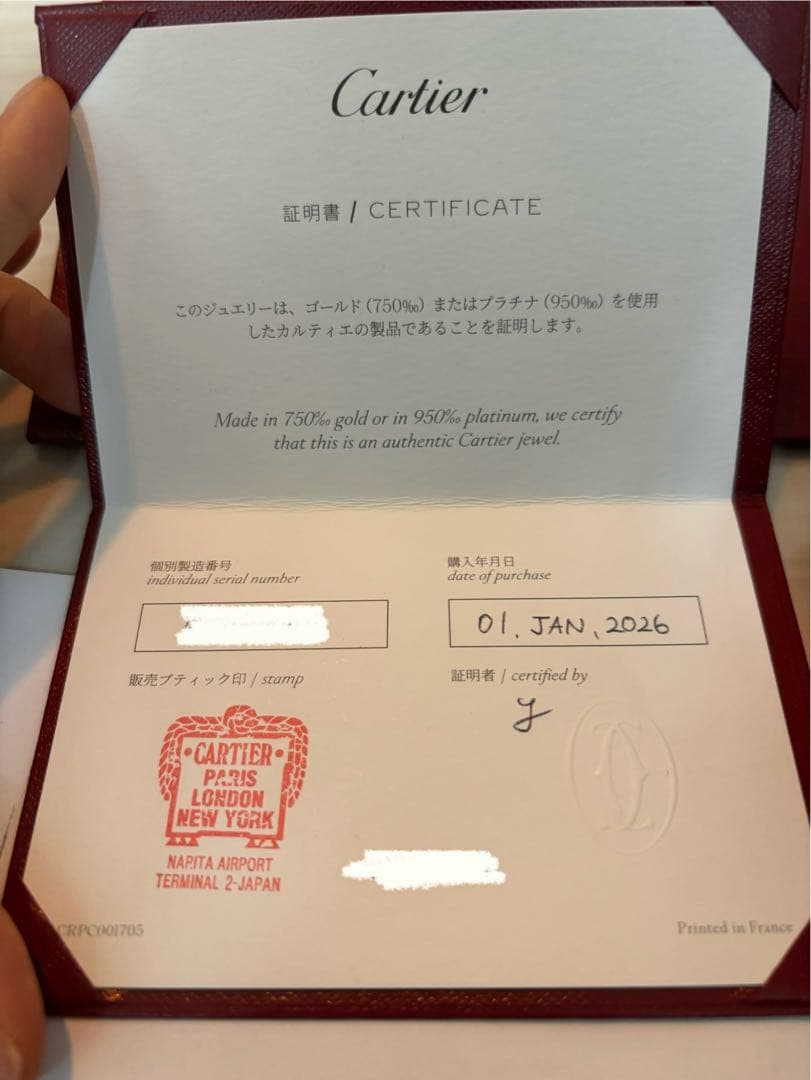 Cartier
証明書 / CERTIFICATE
このジュエリーは、ゴールド（750‰）またはプラチナ（950‰）を使用
したカルティエの製品であることを証明します。
Made in 750‰ gold or in 950‰ platinum, we certify
that this is an authentic Cartier jewel.
個別製造番号
individual serial number
購入年月日
date of purchase
01. JAN, 2026
販売ブティック印 / stamp
証明者 / certified by
CARTIER
PARIS
LONDON
NEW YORK
NARITA AIRPORT
TERMINAL 2-JAPAN
CRPC001705
Printed in France